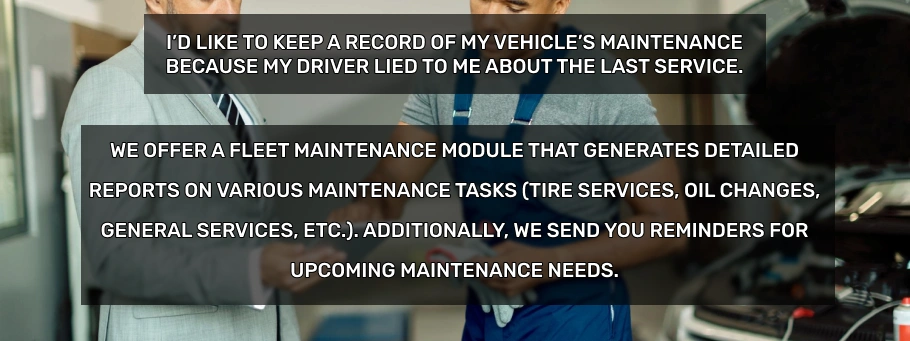 I'D LIKE TO KEEP A RECORD OF MY VEHICLE'S MAINTENANCE
BECAUSE MY DRIVER LIED TO ME ABOUT THE LAST SERVICE.
WE OFFER A FLEET MAINTENANCE MODULE THAT GENERATES DETAILED
REPORTS ON VARIOUS MAINTENANCE TASKS (TIRE SERVICES, OIL CHANGES,
GENERAL SERVICES, ETC.). ADDITIONALLY, WE SEND YOU REMINDERS FOR
UPCOMING MAINTENANCE NEEDS.